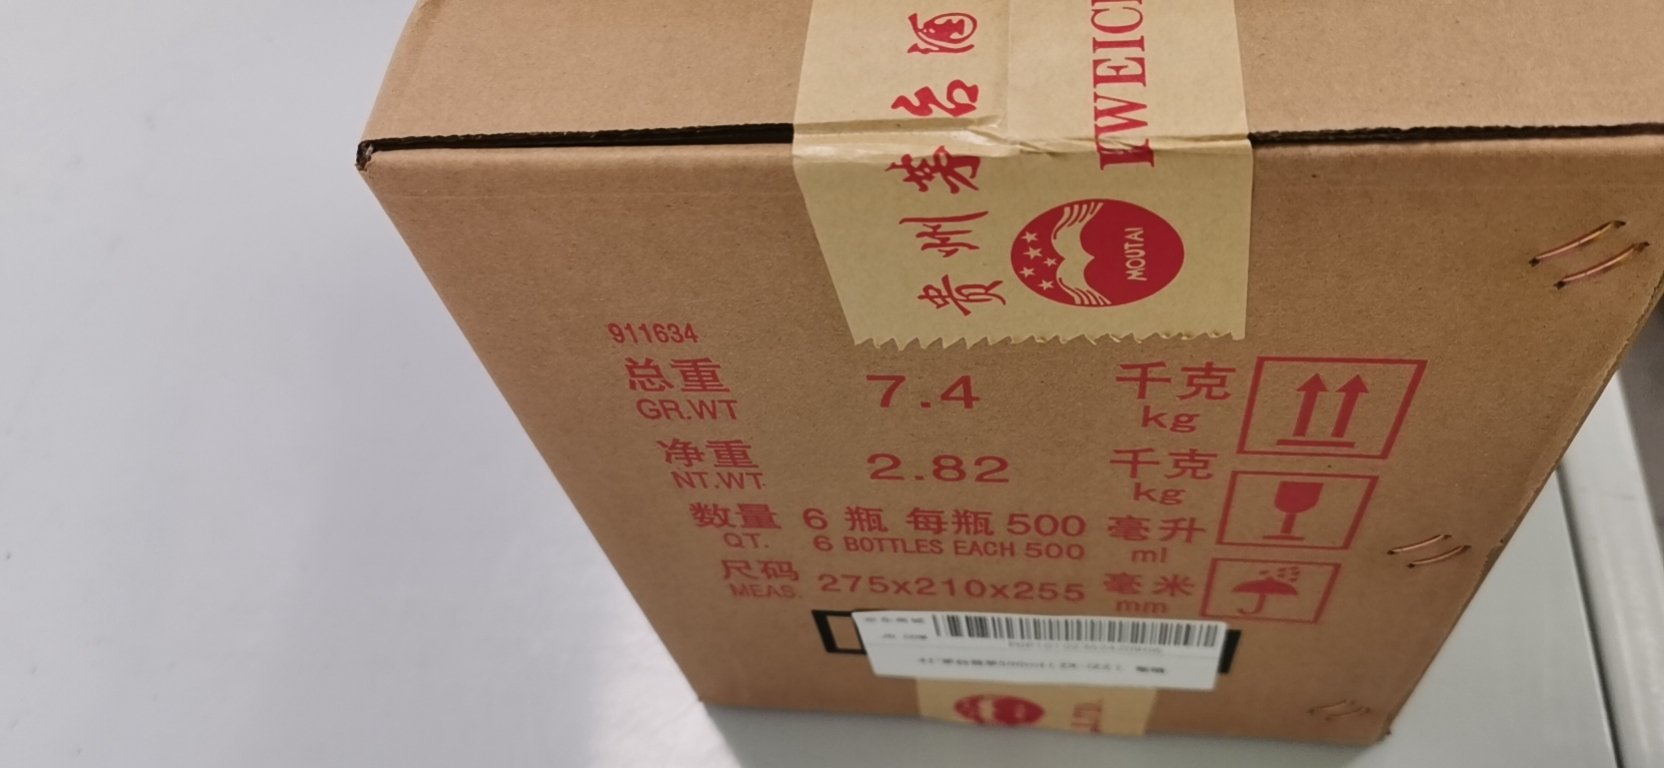 贵州茅台酒
KWEICH
MOUTAI
911634
总重 7.4 千克
GR.WT kg
净重 2.82 千克
NT.WT. kg
数量 6 瓶 每瓶 500 毫升
QT. 6 BOTTLES EACH 500 ml
尺码 275x210x255 毫米
MEAS. mm